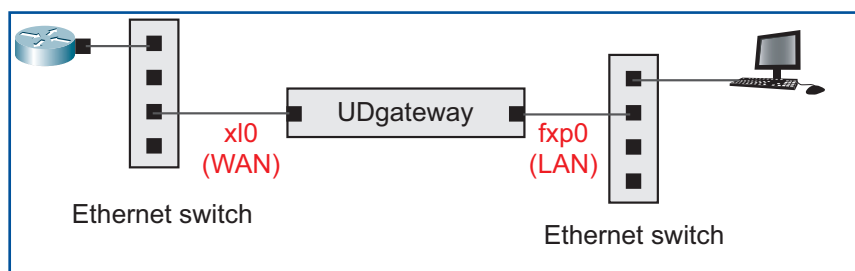 UDgateway
xl0
(WAN)
fxp0
(LAN)
Ethernet switch
Ethernet switch